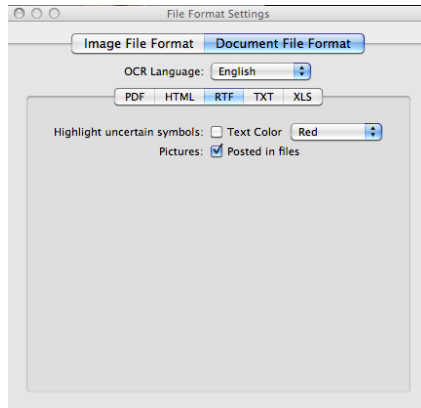 File Format Settings
Image File Format Document File Format
OCR Language: English
PDF HTML RTF TXT XLS
Highlight uncertain symbols: Text Color Red
Pictures: Posted in files